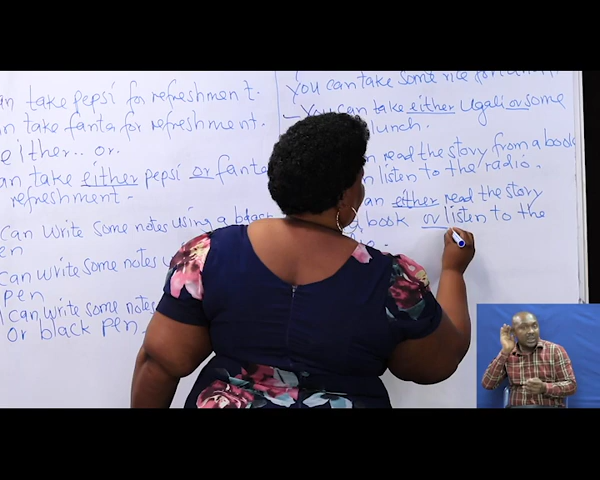 an take pepsi for refreshment.
n take fanta for refreshment.
either.. or.
an take either pepsi or fanta
refreshment.
can write some notes using a black
en
can write some notes
pen
I can write some notes
or black pen.
you can take some rice for
You can take either Ugali or some
lunch.
n read the story from a book
n listen to the radio.
an either read the story
book or listen to the